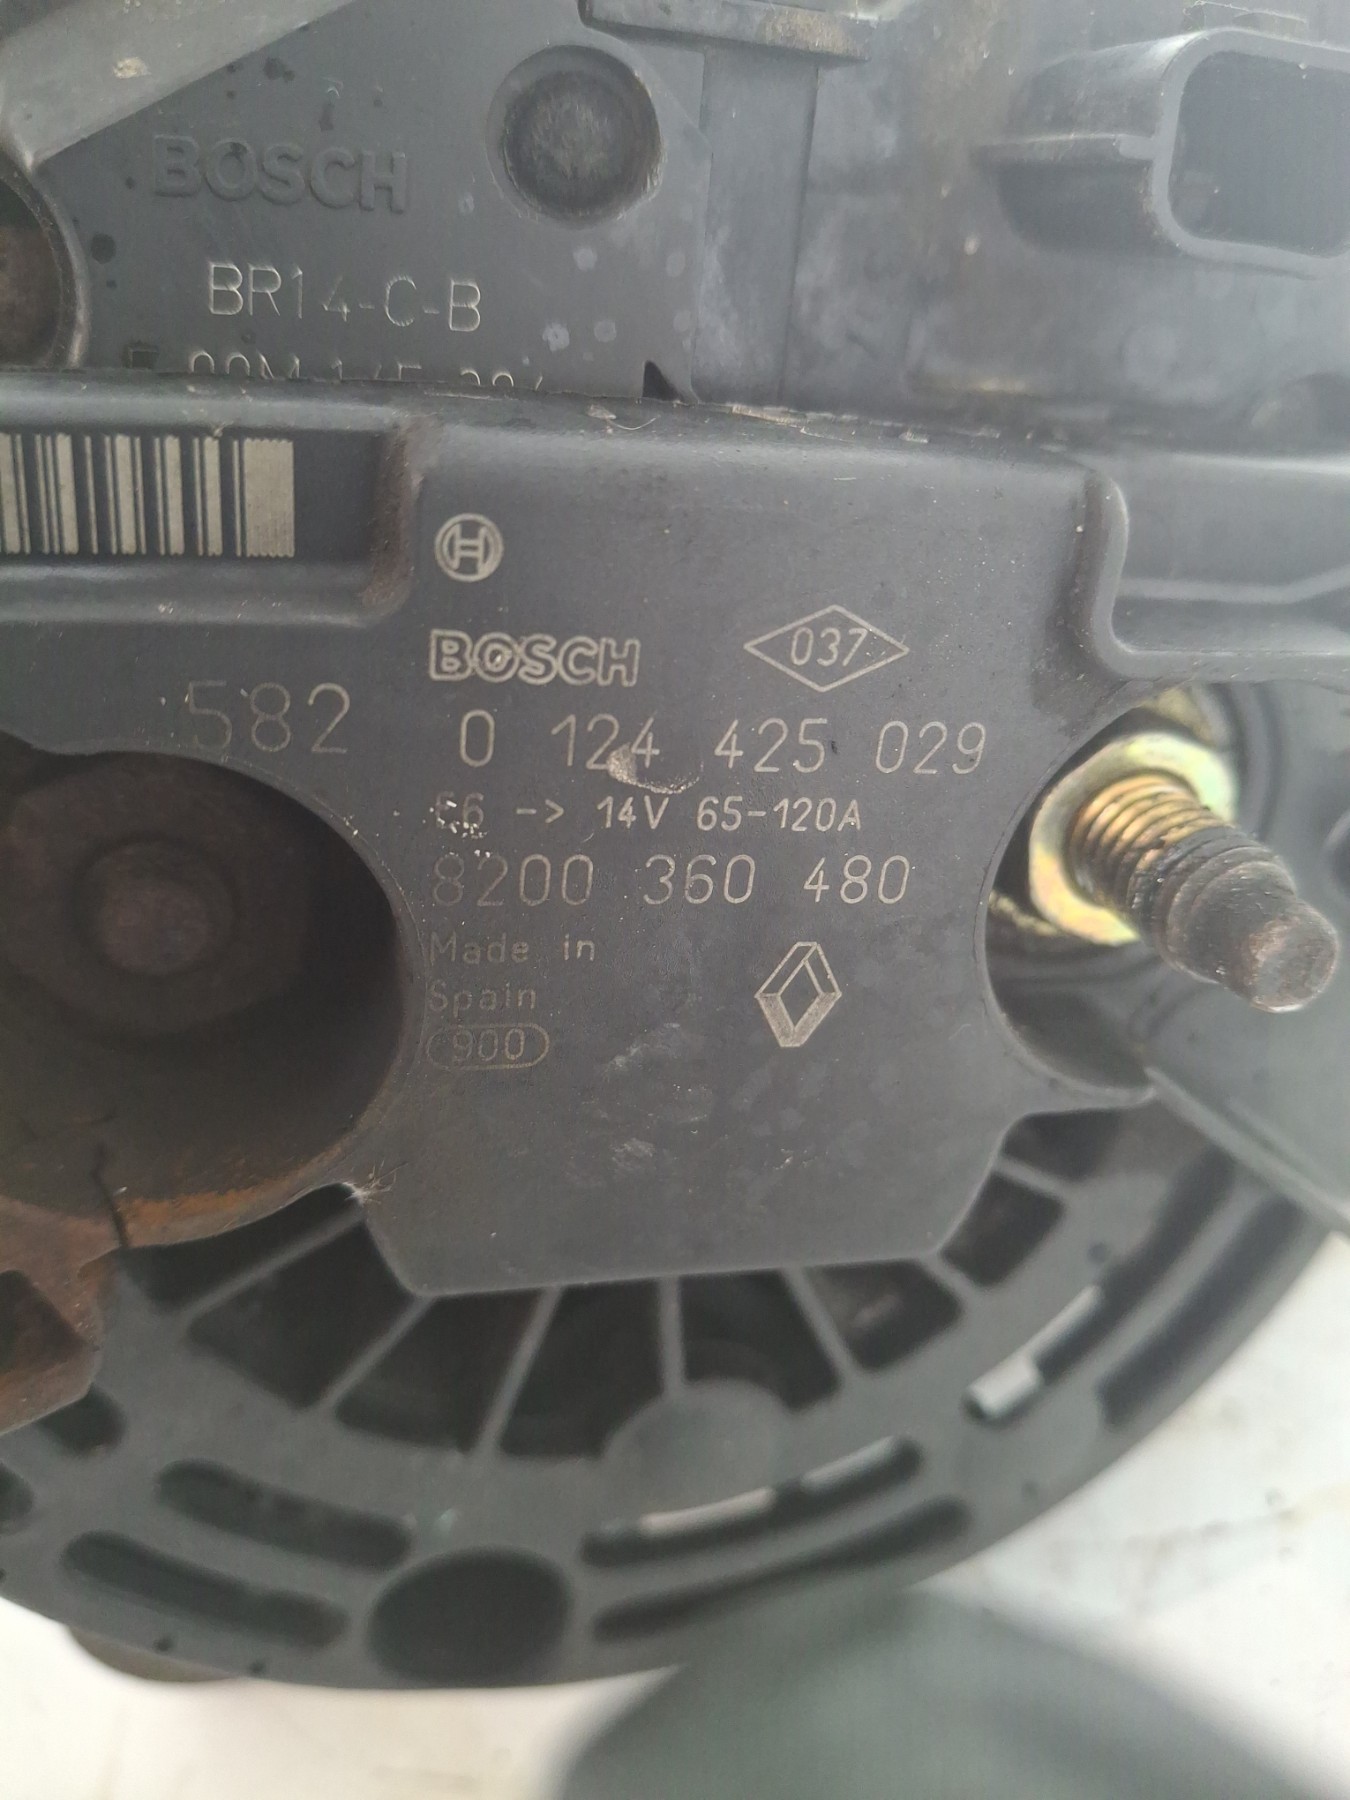 BOSCH
BR14-C-B
BOSCH
037
582
0 124 425 029
-> 14V 65-120A
8200 360 480
Made in
Spain
900